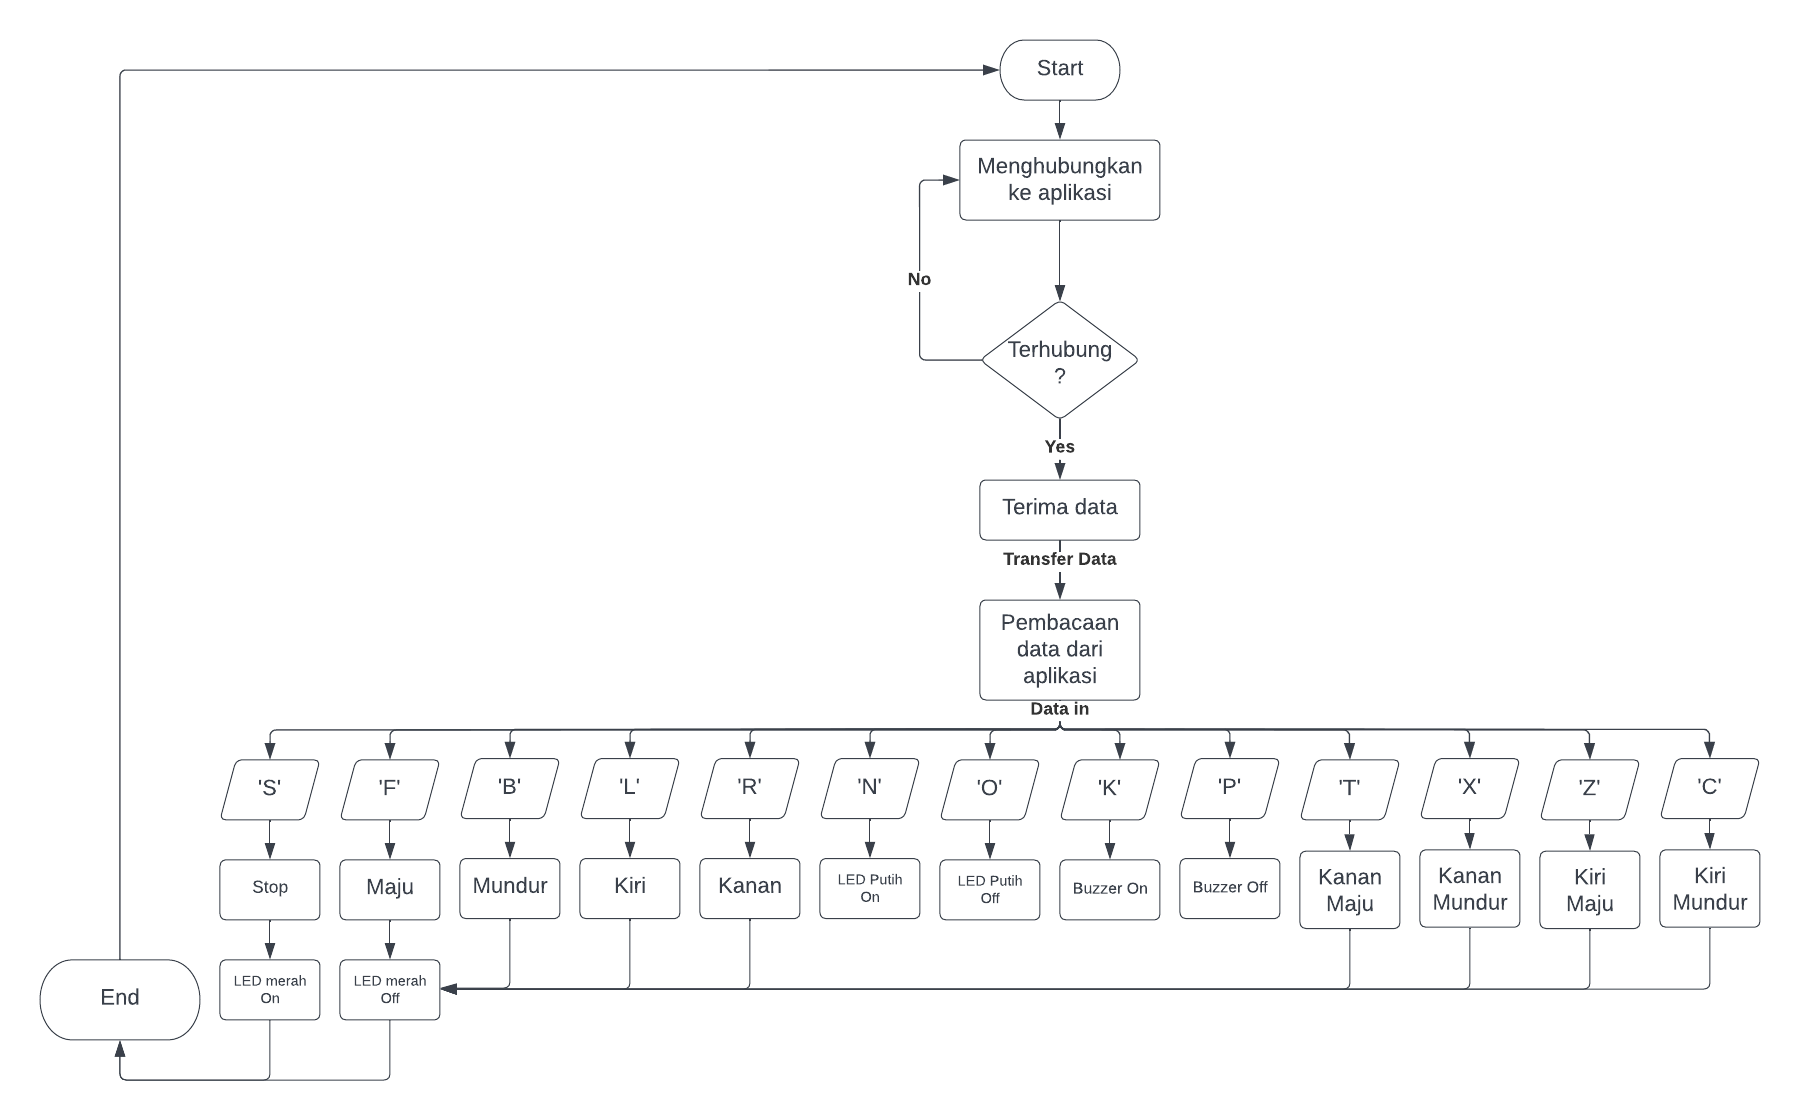 Start
Menghubungkan
ke aplikasi
No
Terhubung
?
Yes
Terima data
Transfer Data
Pembacaan
data dari
aplikasi
Data in
'S'
'F'
'B'
'L'
'R'
'N'
'O'
'K'
'P'
'T'
'X'
'Z'
'C'
Stop
Maju
Mundur
Kiri
Kanan
LED Putih
On
LED Putih
Off
Buzzer On
Buzzer Off
Kanan
Maju
Kanan
Mundur
Kiri
Maju
Kiri
Mundur
End
LED merah
On
LED merah
Off